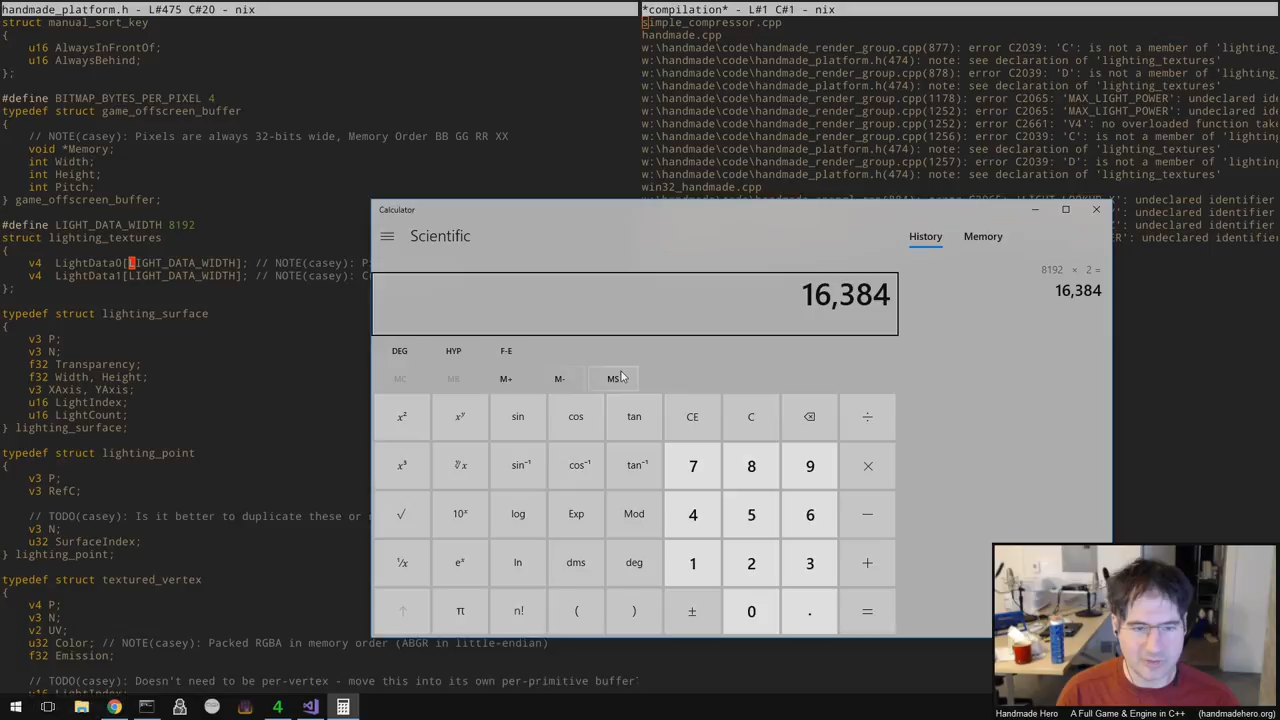 handmade_platform.h - L#475 C#20 - nix
struct manual_sort_key
{
u16 AlwaysInFrontOf;
u16 AlwaysBehind;
};
#define BITMAP_BYTES_PER_PIXEL 4
typedef struct game_offscreen_buffer
{
// NOTE(casey): Pixels are always 32-bits wide, Memory Order BB GG RR XX
void *Memory;
int Width;
int Height;
int Pitch;
} game_offscreen_buffer;
#define LIGHT_DATA_WIDTH 8192
struct lighting_textures
{
v4 LightData0[LIGHT_DATA_WIDTH]; // NOTE(casey):
v4 LightData1[LIGHT_DATA_WIDTH]; // NOTE(casey):
};
typedef struct lighting_surface
{
v3 P;
v3 N;
f32 Transparency;
f32 Width, Height;
v3 XAxis, YAxis;
u16 LightIndex;
u16 LightCount;
} lighting_surface;
typedef struct lighting_point
{
v3 P;
v3 RefC;
// TODO(casey): Is it better to duplicate these or
v3 N;
u32 SurfaceIndex;
} lighting_point;
typedef struct textured_vertex
{
v4 P;
v3 N;
v2 UV;
u32 Color; // NOTE(casey): Packed RGBA in memory order (ABGR in little-endian)
f32 Emission;
// TODO(casey): Doesn't need to be per-vertex - move this into its own per-primitive buffer?
u16 LightIndex;
*compilation* - L#1 C#1 - nix
simple_compressor.cpp
handmade.cpp
w:\handmade\code\handmade_render_group.cpp(877): error C2039: 'C': is not a member of 'lighting_
w:\handmade\code\handmade_platform.h(474): note: see declaration of 'lighting_textures'
w:\handmade\code\handmade_render_group.cpp(878): error C2039: 'D': is not a member of 'lighting_
w:\handmade\code\handmade_platform.h(474): note: see declaration of 'lighting_textures'
w:\handmade\code\handmade_render_group.cpp(1178): error C2065: 'MAX_LIGHT_POWER': undeclared ide
w:\handmade\code\handmade_render_group.cpp(1252): error C2065: 'MAX_LIGHT_POWER': undeclared ide
w:\handmade\code\handmade_render_group.cpp(1252): error C2661: 'V4': no overloaded function tak
w:\handmade\code\handmade_render_group.cpp(1256): error C2039: 'C': is not a member of 'lighting
w:\handmade\code\handmade_platform.h(474): note: see declaration of 'lighting_textures'
w:\handmade\code\handmade_render_group.cpp(1257): error C2039: 'D': is not a member of 'lighting
w:\handmade\code\handmade_platform.h(474): note: see declaration of 'lighting_textures'
win32_handmade.cpp
undeclared identifier
undeclared identifier
undeclared identifier
Calculator
Scientific
History Memory
8192 × 2 =
16,384
16,384
DEG HYP F-E
MC MR M+ M- MS
x² xʸ sin cos tan CE C ÷
x³ ʸ√x sin⁻¹ cos⁻¹ tan⁻¹ 7 8 9 ×
√ 10ˣ log Exp Mod 4 5 6 −
¹/x eˣ ln dms deg 1 2 3 +
↑ π n! ( ) ± 0 . =
Handmade Hero A Full Game & Engine in C++ (handmadehero.org)